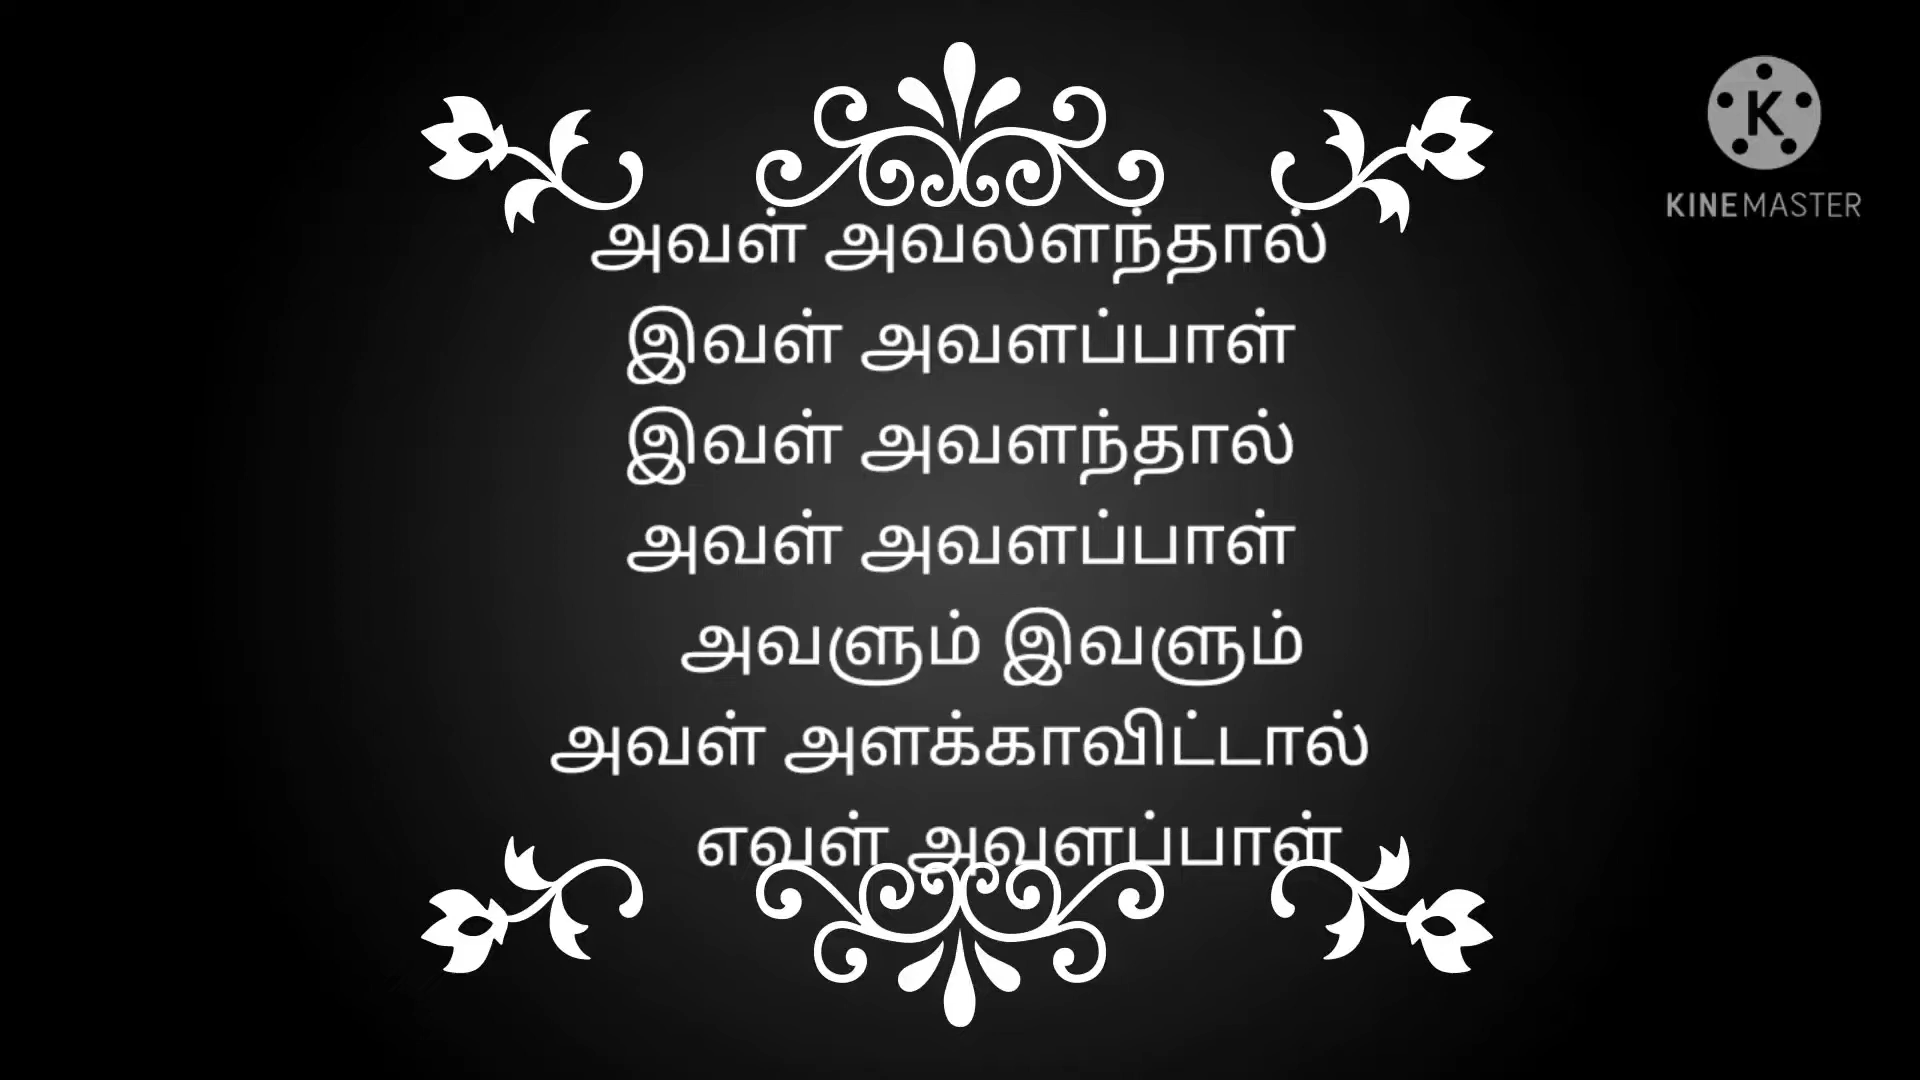 அவள் அவலளந்தால்
இவள் அவளப்பாள்
இவள் அவளந்தால்
அவள் அவளப்பாள்
அவளும் இவளும்
அவள் அளக்காவிட்டால்
எவள் அவளப்பாள்
KINEMASTER